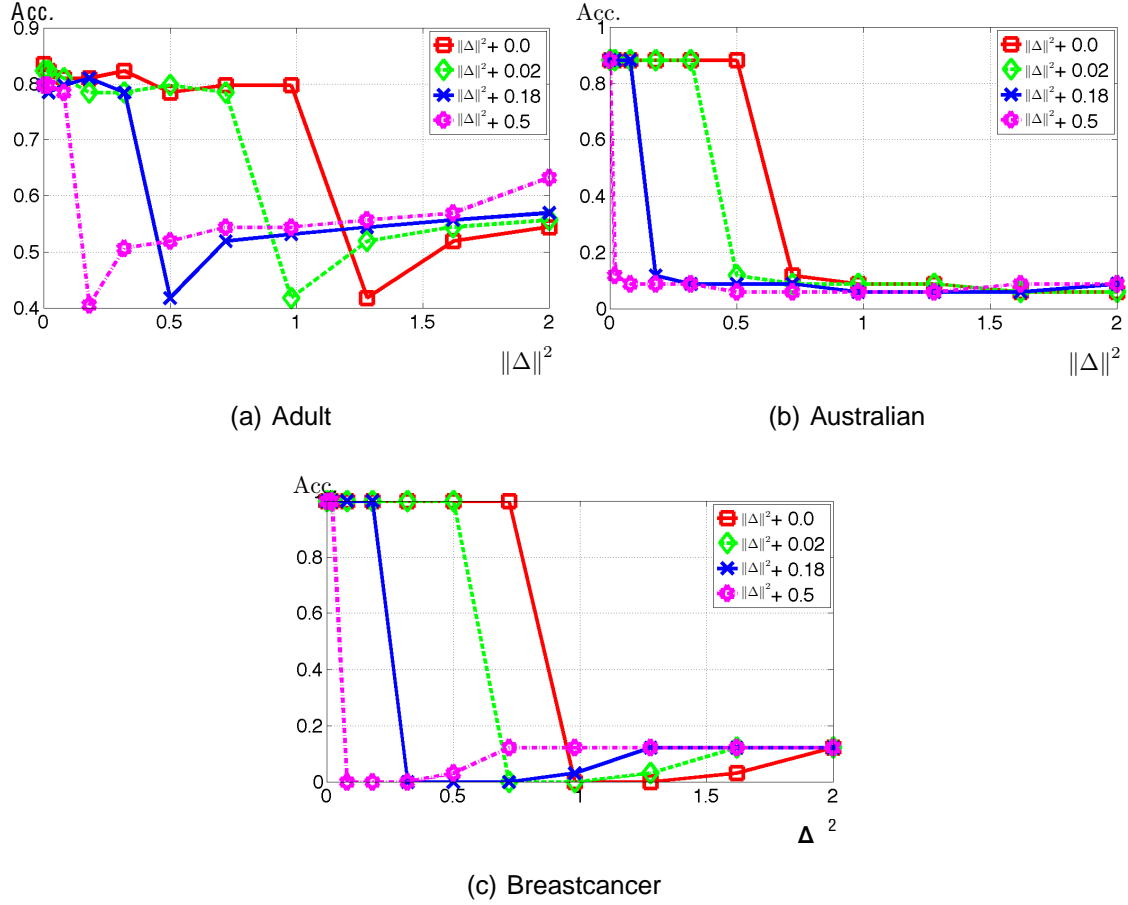 Acc.
0.9
0.8
0.7
0.6
0.5
0.4
0 0.5 1 1.5 2
‖Δ‖² + 0.0
‖Δ‖² + 0.02
‖Δ‖² + 0.18
‖Δ‖² + 0.5
‖Δ‖²
(a) Adult
Acc.
1
0.8
0.6
0.4
0.2
0
0 0.5 1 1.5 2
‖Δ‖² + 0.0
‖Δ‖² + 0.02
‖Δ‖² + 0.18
‖Δ‖² + 0.5
‖Δ‖²
(b) Australian
Acc.
0.8
0.6
0.4
0.2
0
0 0.5 1 1.5 2
‖Δ‖² + 0.0
‖Δ‖² + 0.02
‖Δ‖² + 0.18
‖Δ‖² + 0.5
Δ ²
(c) Breastcancer